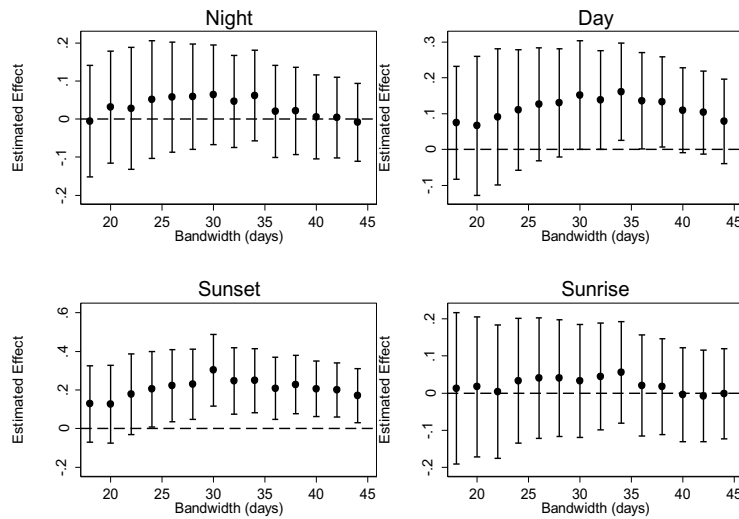 Night
Estimated Effect
.2
.1
0
-.1
-.2
20 25 30 35 40 45
Bandwidth (days)
Day
Estimated Effect
.3
.2
.1
0
-.1
20 25 30 35 40 45
Bandwidth (days)
Sunset
Estimated Effect
.6
.4
.2
0
-.2
20 25 30 35 40 45
Bandwidth (days)
Sunrise
Estimated Effect
.2
.1
0
-.1
-.2
20 25 30 35 40 45
Bandwidth (days)